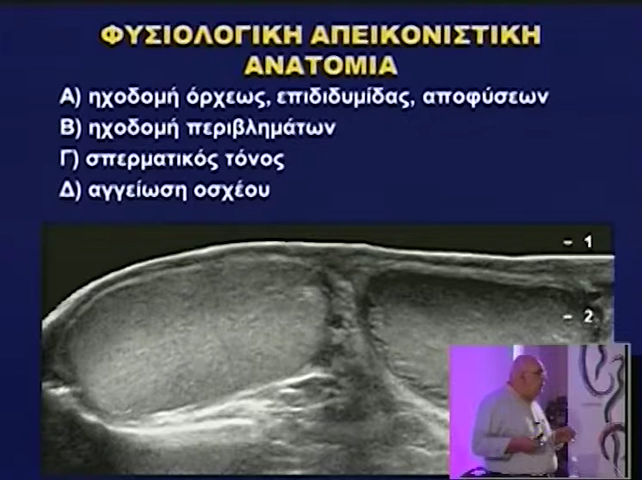 ΦΥΣΙΟΛΟΓΙΚΗ ΑΠΕΙΚΟΝΙΣΤΙΚΗ
ΑΝΑΤΟΜΙΑ
Α) ηχοδομή όρχεως, επιδιδυμίδας, αποφύσεων
Β) ηχοδομή περιβλημάτων
Γ) σπερματικός τόνος
Δ) αγγείωση οσχέου
- 1
- 2